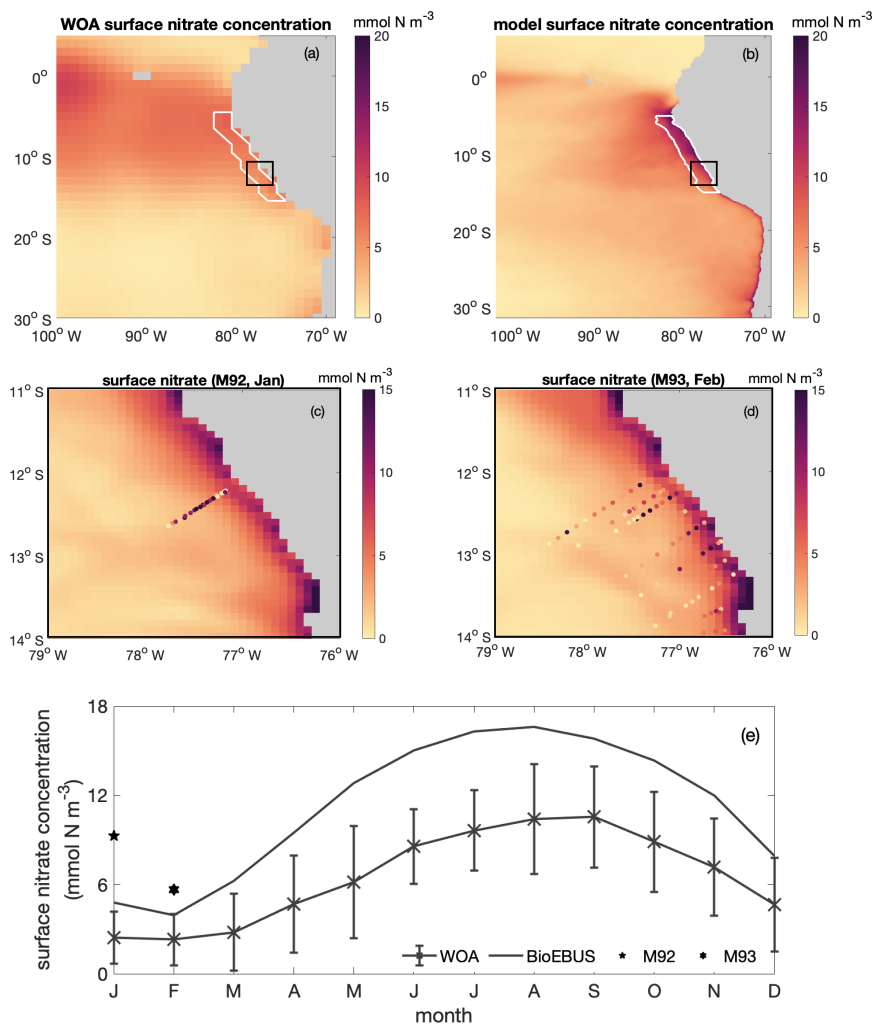 WOA surface nitrate concentration
mmol N m⁻³
(a)
20
15
10
5
0
0° 
10° S
20° S
30° S
100° W
90° W
80° W
70° W
model surface nitrate concentration
mmol N m⁻³
(b)
20
15
10
5
0
0°
10° S
20° S
30° S
100° W
90° W
80° W
70° W
surface nitrate (M92, Jan)
mmol N m⁻³
(c)
15
10
5
0
11° S
12° S
13° S
14° S
79° W
78° W
77° W
76° W
surface nitrate (M93, Feb)
mmol N m⁻³
(d)
15
10
5
0
11° S
12° S
13° S
14° S
79° W
78° W
77° W
76° W
surface nitrate concentration
(mmol N m⁻³)
18
12
6
0
(e)
WOA
BioEBUS
M92
M93
J F M A M J J A S O N D
month